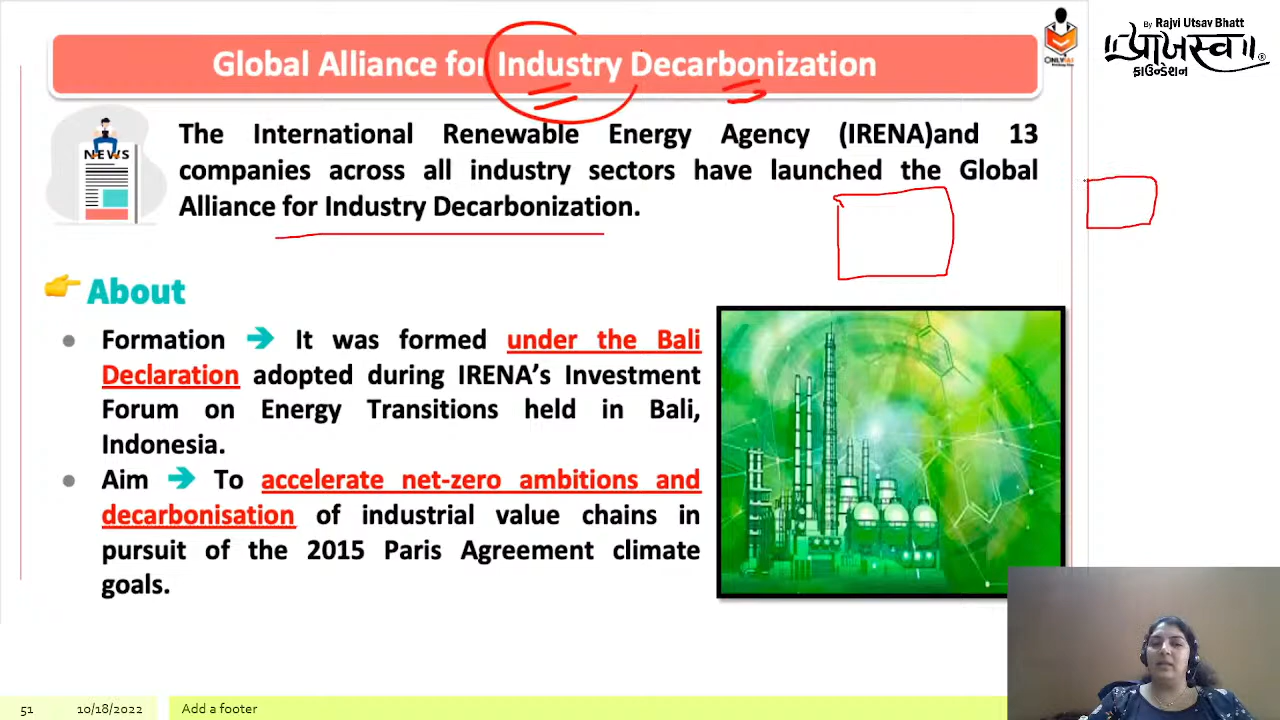 By Rajvi Utsav Bhatt
॥प्राजस्व॥
ફાઉન્ડેશન
Global Alliance for Industry Decarbonization
ONLYIAS
NEWS
The International Renewable Energy Agency (IRENA)and 13
companies across all industry sectors have launched the Global
Alliance for Industry Decarbonization.
About
Formation ➔ It was formed under the Bali
Declaration adopted during IRENA’s Investment
Forum on Energy Transitions held in Bali,
Indonesia.
Aim ➔ To accelerate net-zero ambitions and
decarbonisation of industrial value chains in
pursuit of the 2015 Paris Agreement climate
goals.
51 10/18/2022 Add a footer